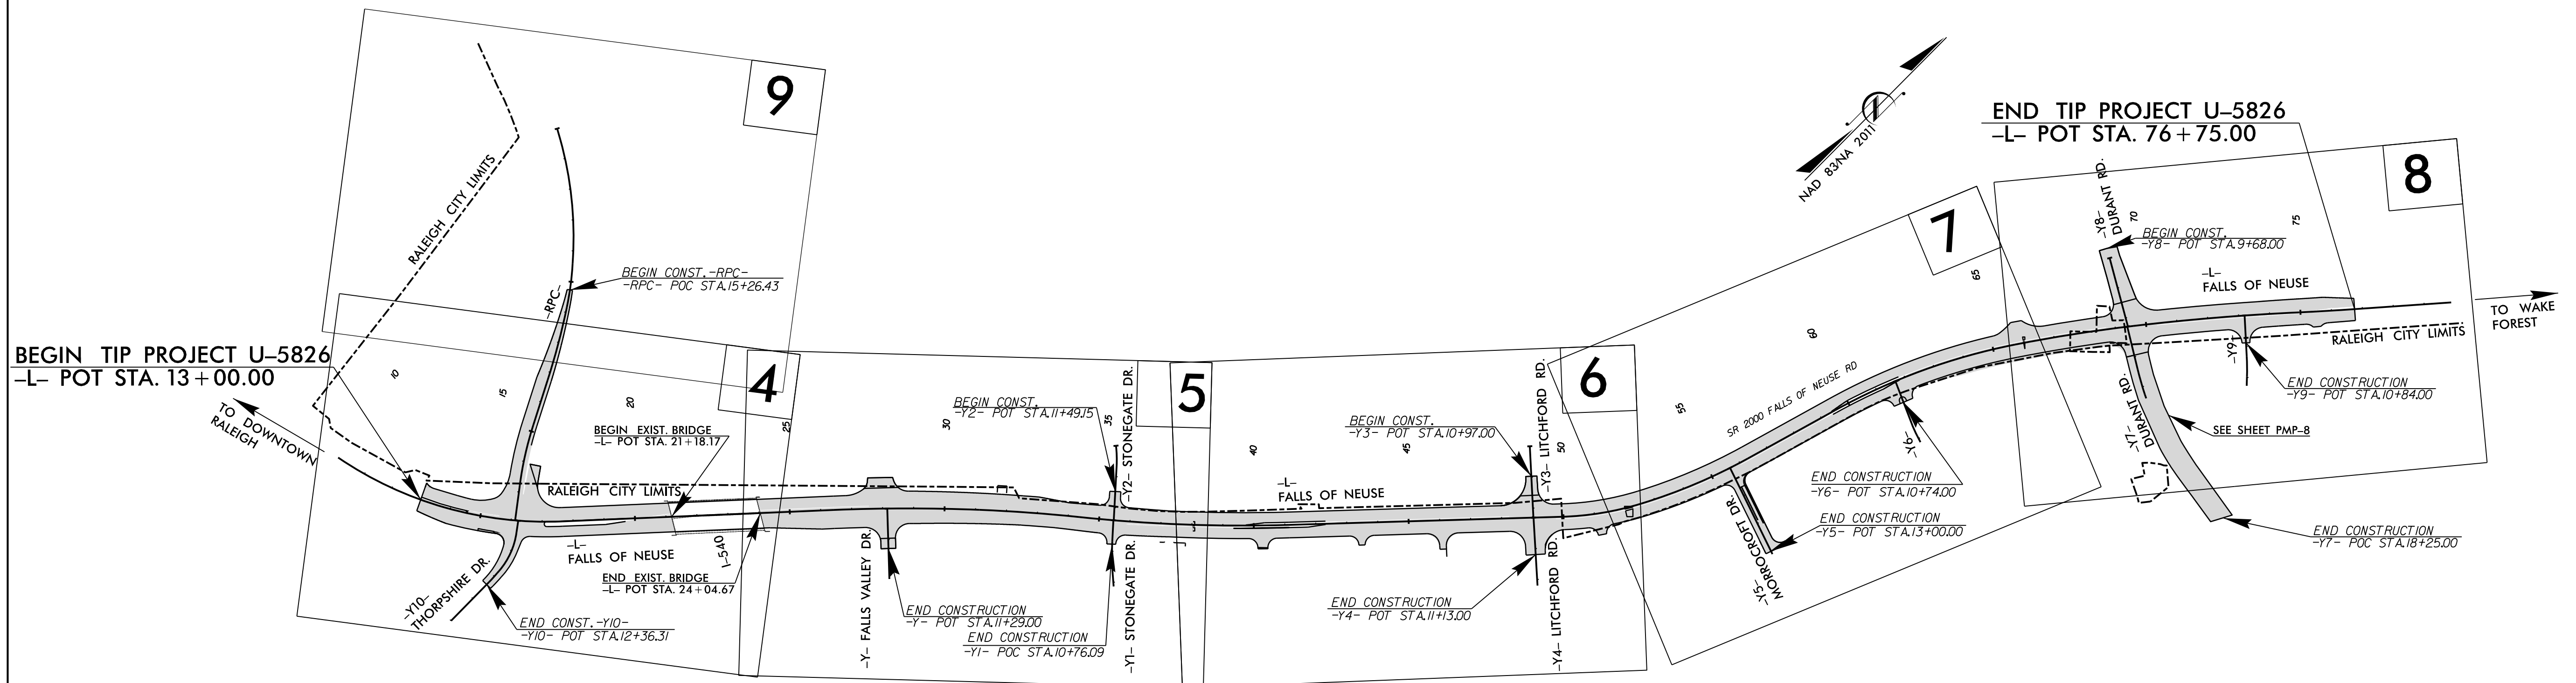 9
RALEIGH CITY LIMITS
BEGIN CONST. -RPC-
-RPC- POC STA.15+26.43
-RPC-
BEGIN TIP PROJECT U-5826
-L- POT STA. 13+00.00
TO DOWNTOWN
RALEIGH
10
15
20
25
4
BEGIN EXIST. BRIDGE
-L- POT STA. 21+18.17
RALEIGH CITY LIMITS
-L-
FALLS OF NEUSE
I-540
END EXIST. BRIDGE
-L- POT STA. 24+04.67
-Y10-
THORPSHIRE DR.
END CONST. -Y10-
-Y10- POT STA.12+36.31
30
35
5
BEGIN CONST.
-Y2- POT STA.11+49.15
-Y2- STONEGATE DR.
-Y- FALLS VALLEY DR.
END CONSTRUCTION
-Y- POT STA.11+29.00
END CONSTRUCTION
-Y1- POC STA.10+76.09
-Y1- STONEGATE DR.
40
45
50
6
BEGIN CONST.
-Y3- POT STA.10+97.00
-Y3- LITCHFORD RD.
-L-
FALLS OF NEUSE
END CONSTRUCTION
-Y4- POT STA.11+13.00
-Y4- LITCHFORD RD.
NAD 83/NA 2011
7
55
60
65
SR 2000 FALLS OF NEUSE RD
-Y6-
END CONSTRUCTION
-Y6- POT STA.10+74.00
END CONSTRUCTION
-Y5- POT STA.13+00.00
-Y5-
MORROCROFT DR.
END TIP PROJECT U-5826
-L- POT STA. 76+75.00
8
-Y8-
DURANT RD.
70
75
BEGIN CONST.
-Y8- POT STA.9+68.00
-L-
FALLS OF NEUSE
TO WAKE
FOREST
RALEIGH CITY LIMITS
-Y9-
END CONSTRUCTION
-Y9- POT STA.10+84.00
-Y7-
DURANT RD.
SEE SHEET PMP-8
END CONSTRUCTION
-Y7- POC STA.18+25.00